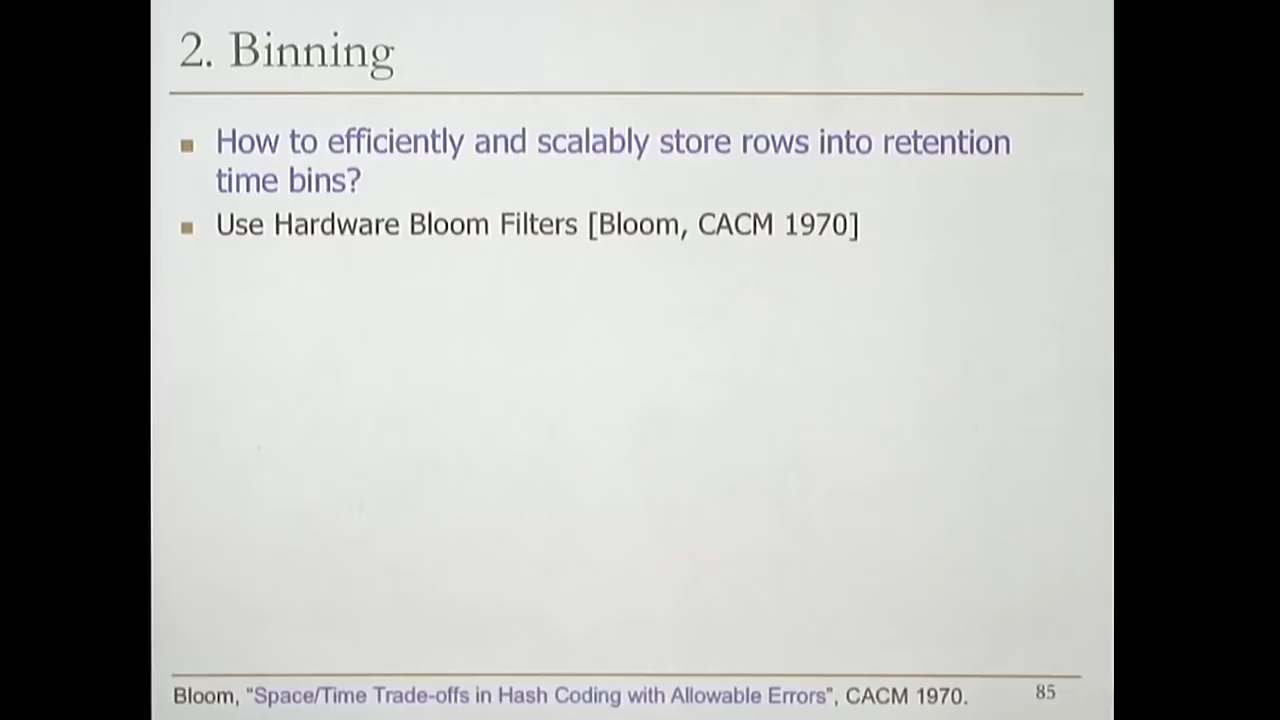 2. Binning
How to efficiently and scalably store rows into retention
time bins?
Use Hardware Bloom Filters [Bloom, CACM 1970]
Bloom, “Space/Time Trade-offs in Hash Coding with Allowable Errors”, CACM 1970.
85